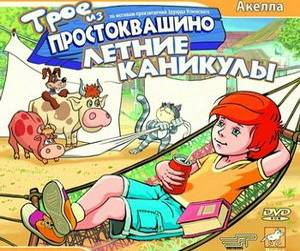 Акелла
Трое из
по мотивам произведений Эдуарда Успенского
ПРОСТОКВАШИНО
ЛЕТНИЕ
КАНИКУЛЫ
DVD